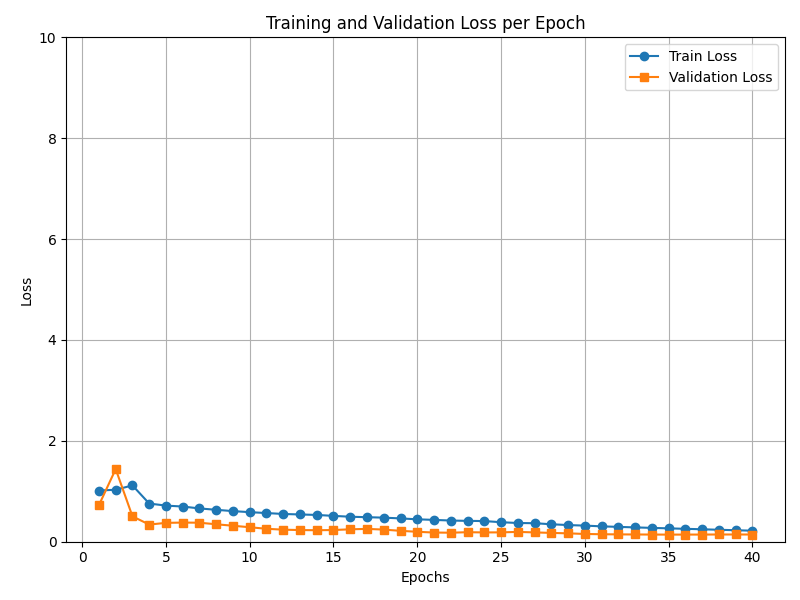 Training and Validation Loss per Epoch
Train Loss
Validation Loss
Loss
10
8
6
4
2
0
0 5 10 15 20 25 30 35 40
Epochs